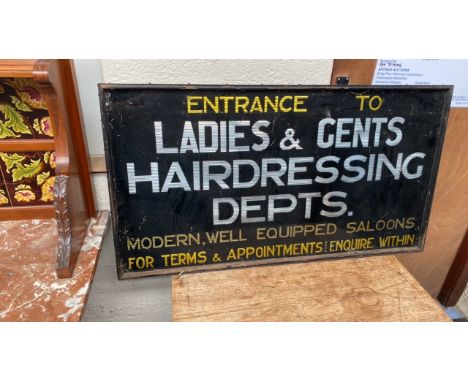 ENTRANCE TO
LADIES & GENTS
HAIRDRESSING
DEPTS.
MODERN, WELL EQUIPPED SALOONS,
FOR TERMS & APPOINTMENTS ENQUIRE WITHIN